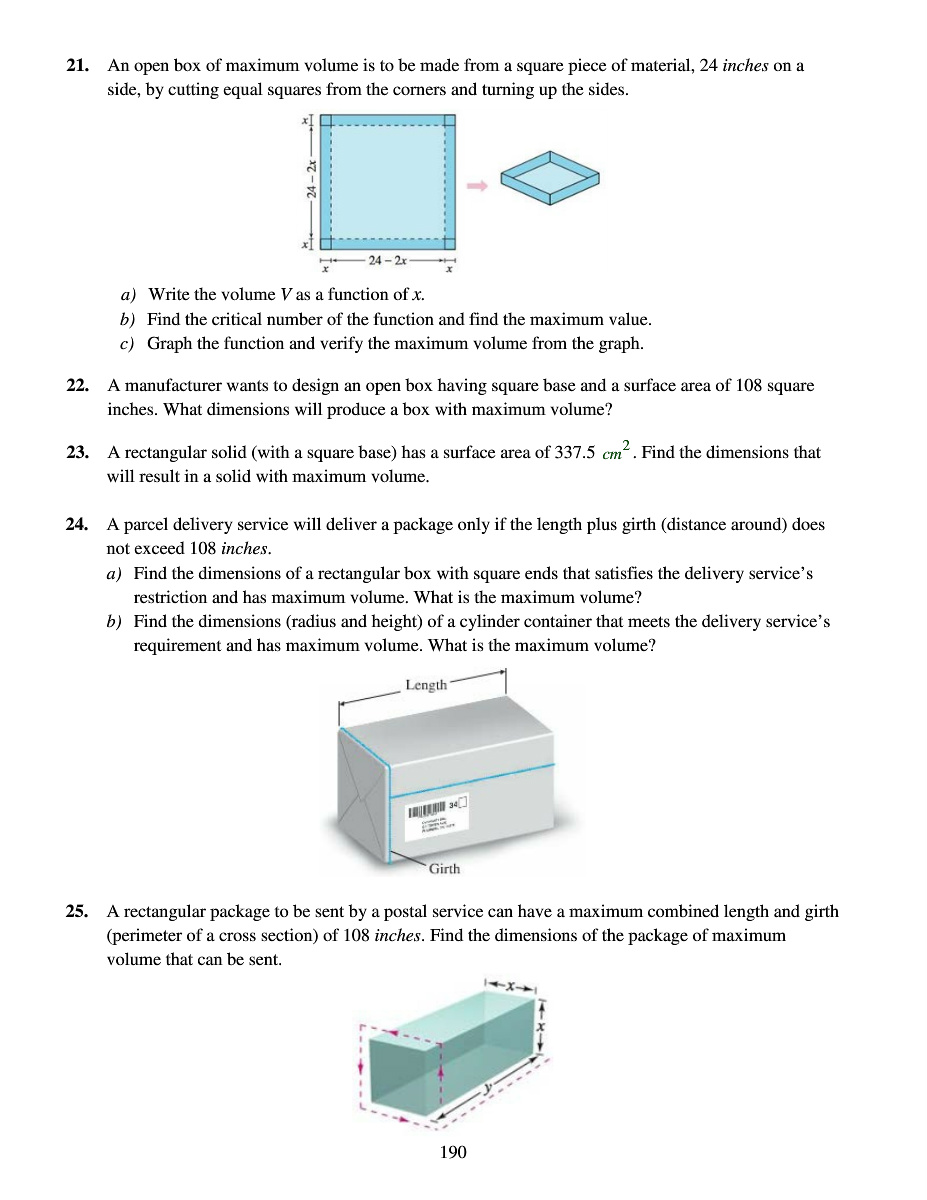 21. An open box of maximum volume is to be made from a square piece of material, 24 inches on a
side, by cutting equal squares from the corners and turning up the sides.
x
24 – 2x
x
24 – 2x
x
x
a) Write the volume V as a function of x.
b) Find the critical number of the function and find the maximum value.
c) Graph the function and verify the maximum volume from the graph.
22. A manufacturer wants to design an open box having square base and a surface area of 108 square
inches. What dimensions will produce a box with maximum volume?
23. A rectangular solid (with a square base) has a surface area of 337.5 cm². Find the dimensions that
will result in a solid with maximum volume.
24. A parcel delivery service will deliver a package only if the length plus girth (distance around) does
not exceed 108 inches.
a) Find the dimensions of a rectangular box with square ends that satisfies the delivery service’s
restriction and has maximum volume. What is the maximum volume?
b) Find the dimensions (radius and height) of a cylinder container that meets the delivery service’s
requirement and has maximum volume. What is the maximum volume?
Length
34
Girth
25. A rectangular package to be sent by a postal service can have a maximum combined length and girth
(perimeter of a cross section) of 108 inches. Find the dimensions of the package of maximum
volume that can be sent.
x
x
y
190